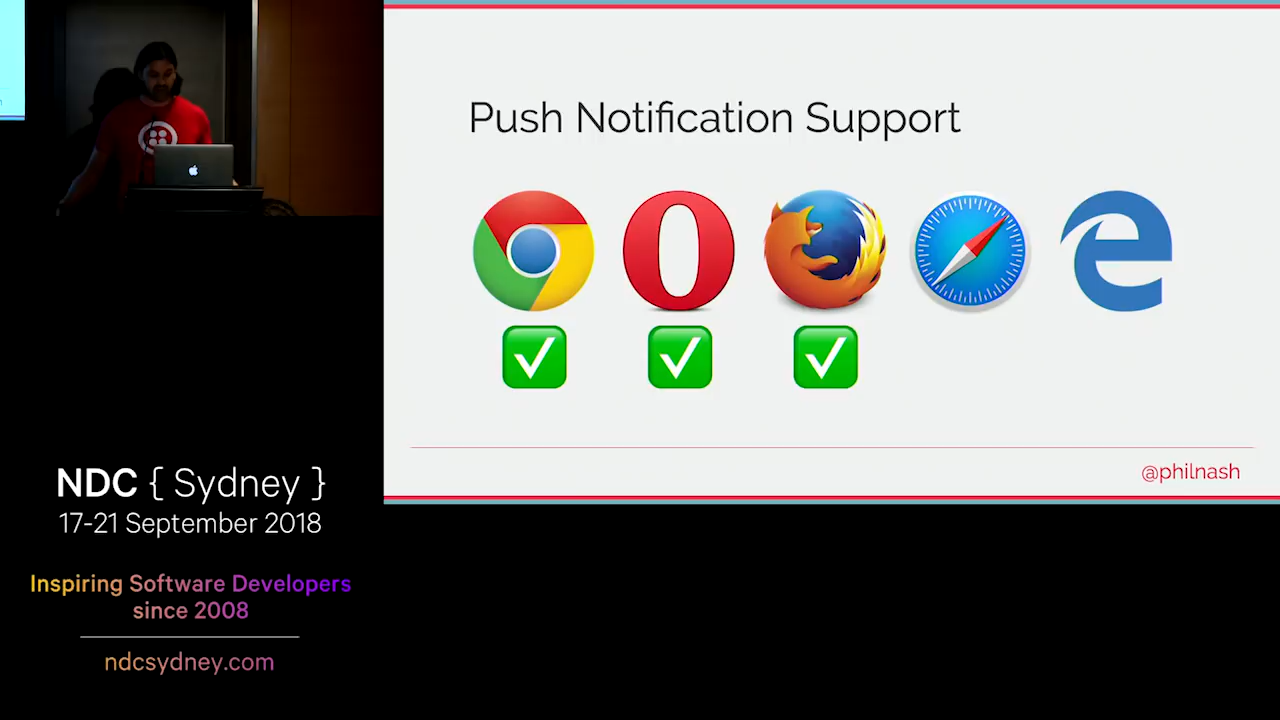 Push Notification Support
@philnash
NDC { Sydney }
17-21 September 2018
Inspiring Software Developers
since 2008
ndcsydney.com